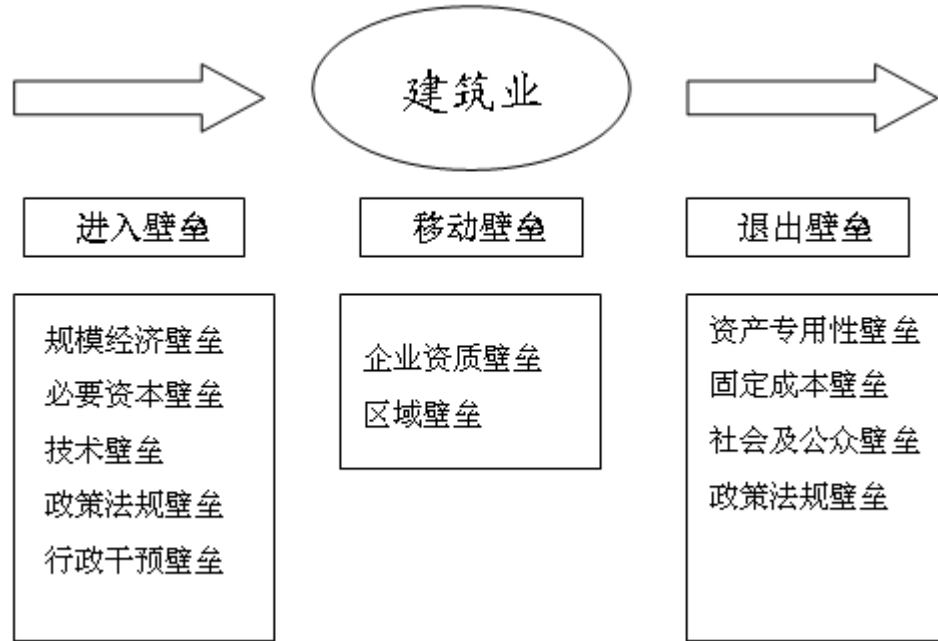 建筑业
进入壁垒
移动壁垒
退出壁垒
规模经济壁垒
必要资本壁垒
技术壁垒
政策法规壁垒
行政干预壁垒
企业资质壁垒
区域壁垒
资产专用性壁垒
固定成本壁垒
社会及公众壁垒
政策法规壁垒